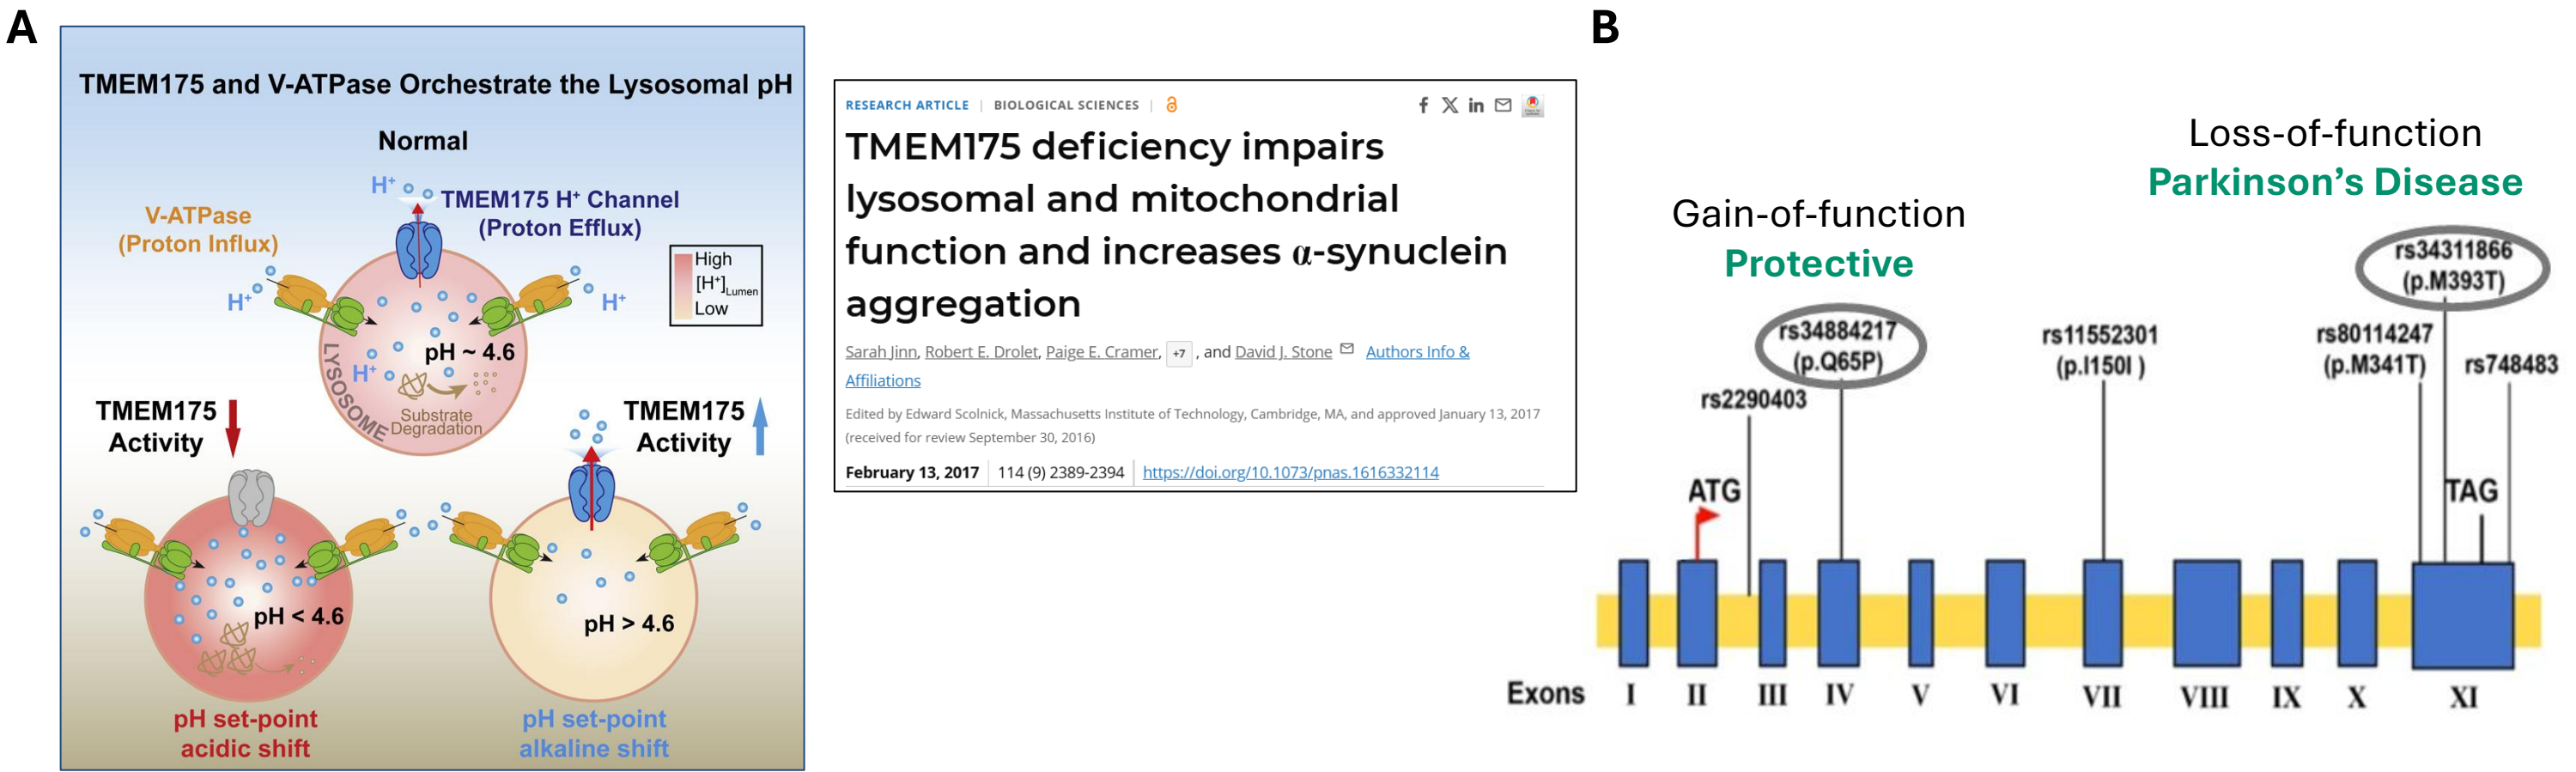 A
TMEM175 and V-ATPase Orchestrate the Lysosomal pH
Normal
H⁺
TMEM175 H⁺ Channel
(Proton Efflux)
V-ATPase
(Proton Influx)
High
[H⁺]Lumen
Low
H⁺
H⁺
pH ~ 4.6
H⁺
LYSOSOME
Substrate
Degradation
TMEM175
Activity
TMEM175
Activity
pH < 4.6
pH > 4.6
pH set-point
acidic shift
pH set-point
alkaline shift
RESEARCH ARTICLE | BIOLOGICAL SCIENCES |
TMEM175 deficiency impairs
lysosomal and mitochondrial
function and increases α-synuclein
aggregation
Sarah Jinn, Robert E. Drolet, Paige E. Cramer, +7 , and David J. Stone Authors Info &
Affiliations
Edited by Edward Scolnick, Massachusetts Institute of Technology, Cambridge, MA, and approved January 13, 2017
(received for review September 30, 2016)
February 13, 2017 | 114 (9) 2389-2394 | https://doi.org/10.1073/pnas.1616332114
B
Loss-of-function
Parkinson's Disease
Gain-of-function
Protective
rs34311866
(p.M393T)
rs34884217
(p.Q65P)
rs11552301
(p.I150I )
rs80114247
(p.M341T)
rs748483
rs2290403
ATG
TAG
Exons I II III IV V VI VII VIII IX X XI